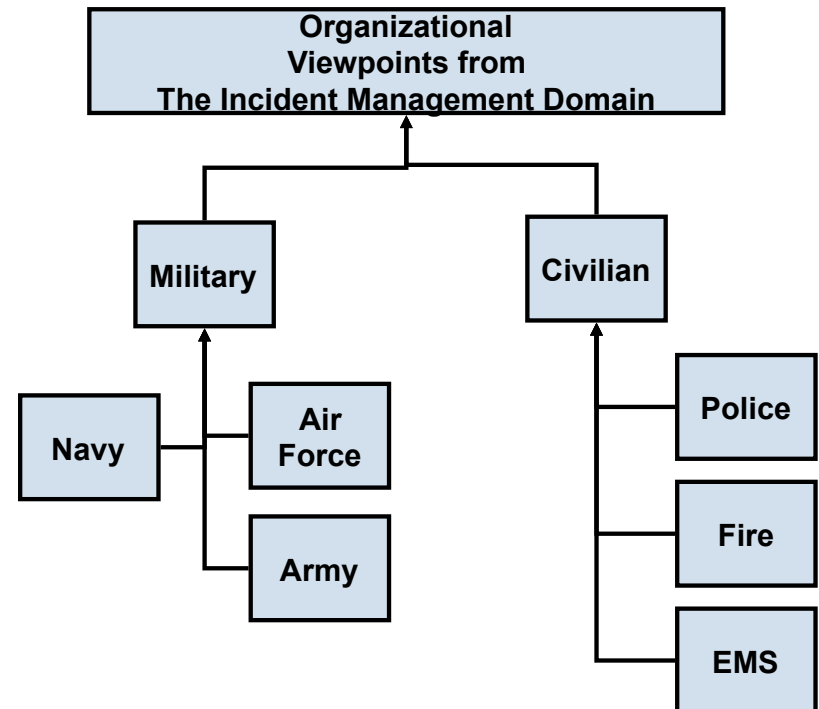 Organizational
Viewpoints from
The Incident Management Domain
Military
Civilian
Navy
Air
Force
Army
Police
Fire
EMS